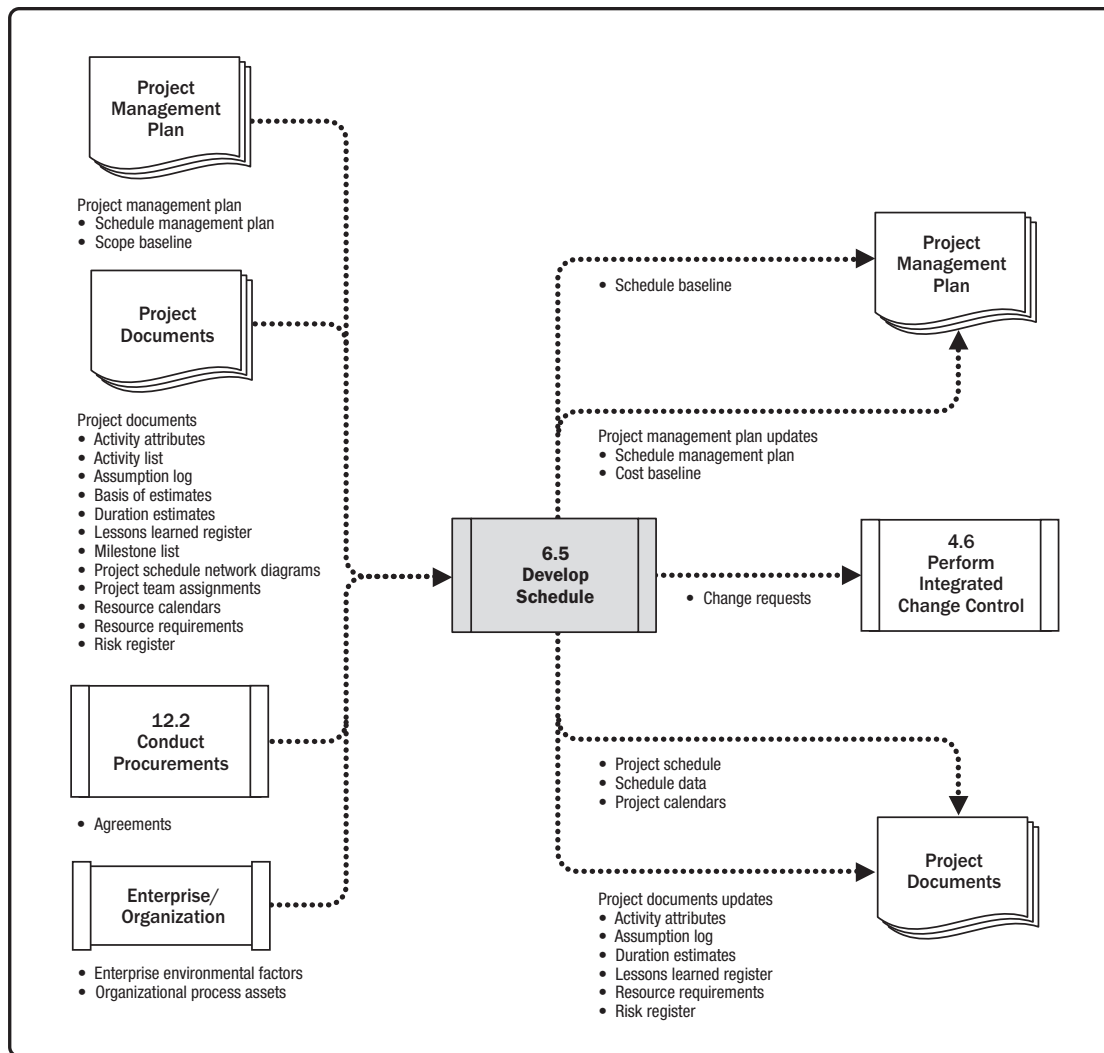 Project
Management
Plan
Project management plan
• Schedule management plan
• Scope baseline
Project
Documents
Project documents
• Activity attributes
• Activity list
• Assumption log
• Basis of estimates
• Duration estimates
• Lessons learned register
• Milestone list
• Project schedule network diagrams
• Project team assignments
• Resource calendars
• Resource requirements
• Risk register
12.2
Conduct
Procurements
• Agreements
Enterprise/
Organization
• Enterprise environmental factors
• Organizational process assets
6.5
Develop
Schedule
• Schedule baseline
Project
Management
Plan
Project management plan updates
• Schedule management plan
• Cost baseline
• Change requests
4.6
Perform
Integrated
Change Control
• Project schedule
• Schedule data
• Project calendars
Project
Documents
Project documents updates
• Activity attributes
• Assumption log
• Duration estimates
• Lessons learned register
• Resource requirements
• Risk register